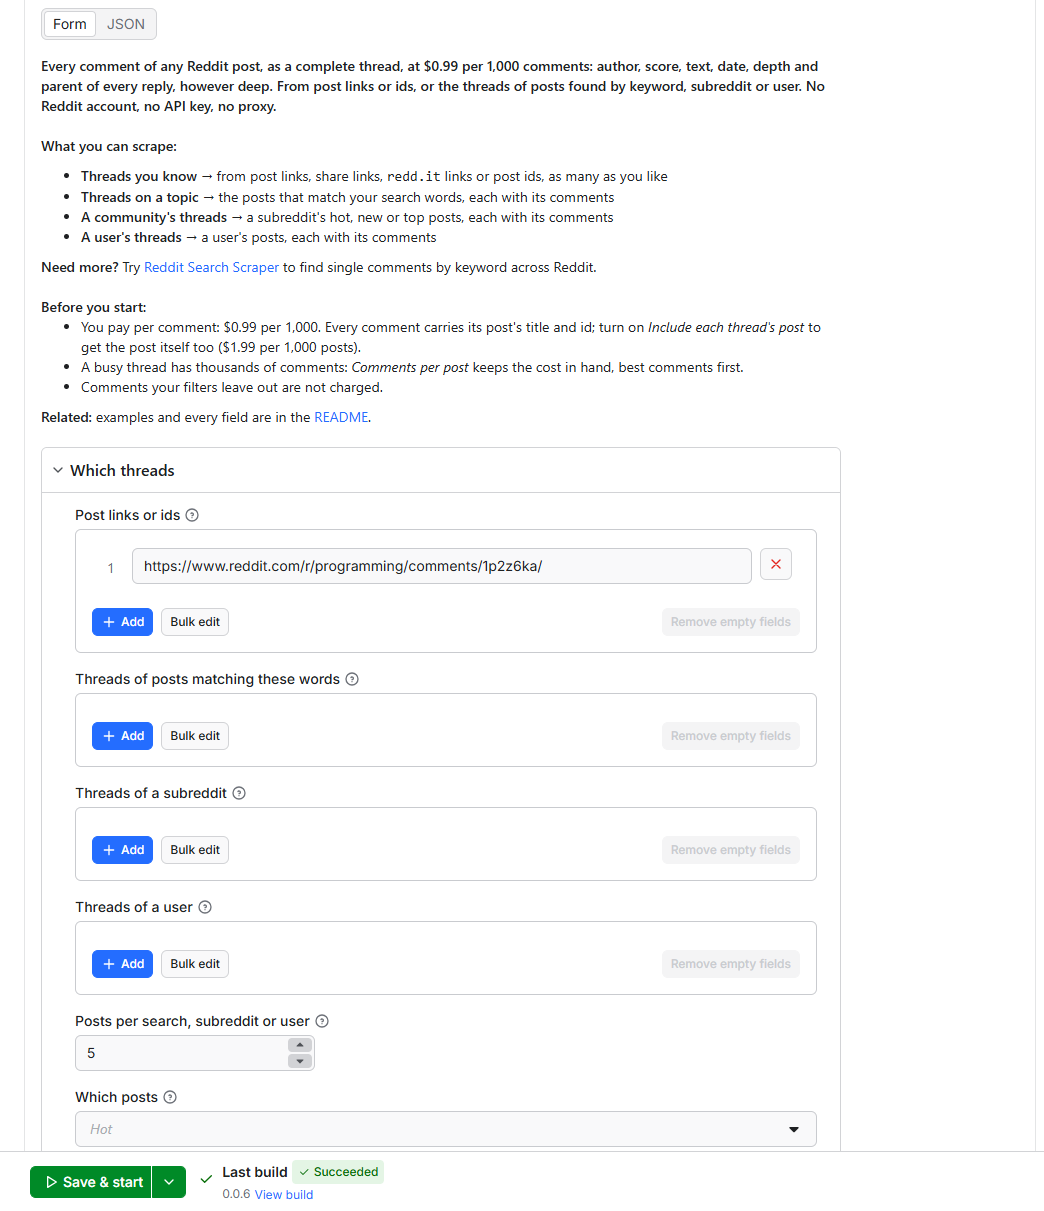 Form JSON
Every comment of any Reddit post, as a complete thread, at $0.99 per 1,000 comments: author, score, text, date, depth and
parent of every reply, however deep. From post links or ids, or the threads of posts found by keyword, subreddit or user. No
Reddit account, no API key, no proxy.
What you can scrape:
• Threads you know → from post links, share links, redd.it links or post ids, as many as you like
• Threads on a topic → the posts that match your search words, each with its comments
• A community's threads → a subreddit's hot, new or top posts, each with its comments
• A user's threads → a user's posts, each with its comments
Need more? Try Reddit Search Scraper to find single comments by keyword across Reddit.
Before you start:
• You pay per comment: $0.99 per 1,000. Every comment carries its post's title and id; turn on Include each thread's post to
get the post itself too ($1.99 per 1,000 posts).
• A busy thread has thousands of comments: Comments per post keeps the cost in hand, best comments first.
• Comments your filters leave out are not charged.
Related: examples and every field are in the README.
Which threads
Post links or ids
1 https://www.reddit.com/r/programming/comments/1p2z6ka/
+ Add Bulk edit Remove empty fields
Threads of posts matching these words
+ Add Bulk edit Remove empty fields
Threads of a subreddit
+ Add Bulk edit Remove empty fields
Threads of a user
+ Add Bulk edit Remove empty fields
Posts per search, subreddit or user
5
Which posts
Hot
Save & start Last build Succeeded
0.0.6 View build